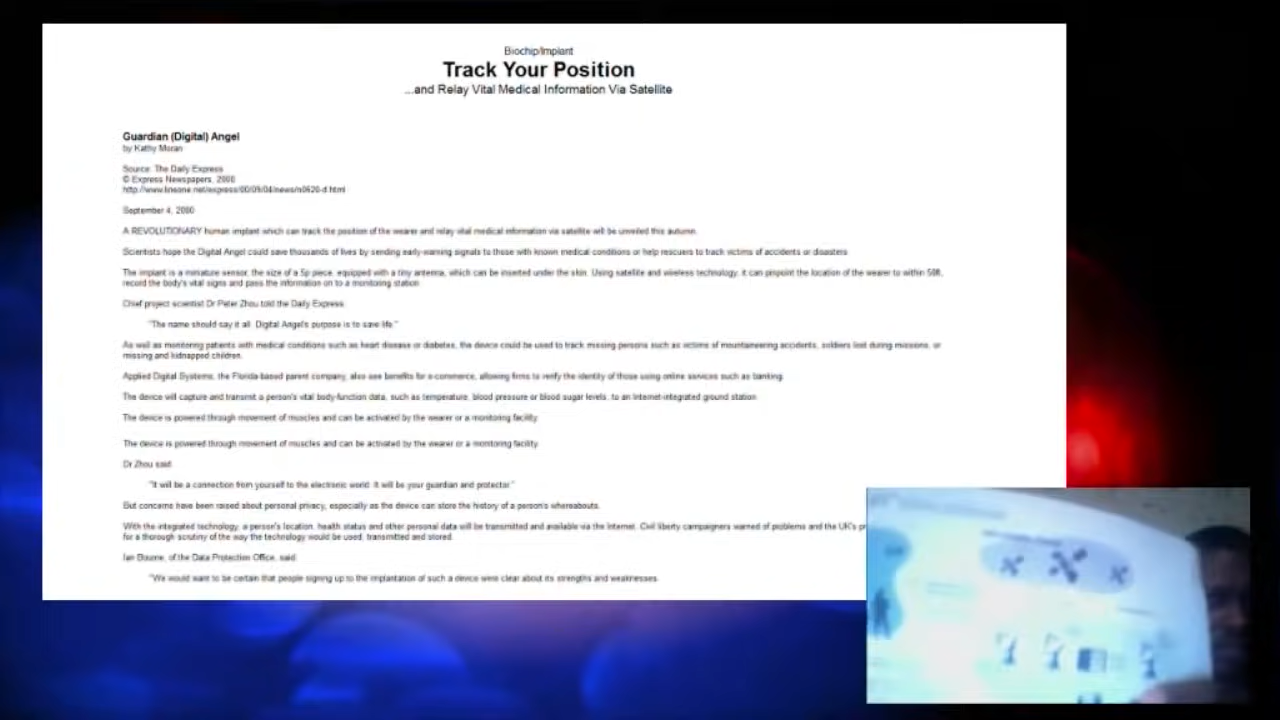 Biochip/Implant
Track Your Position
...and Relay Vital Medical Information Via Satellite
Guardian (Digital) Angel
by Kathy Moran
Source: The Daily Express
© Express Newspapers, 2000
http://www.lineone.net/express/00/09/04/news/n0620-d.html
September 4, 2000
A REVOLUTIONARY human implant which can track the position of the wearer and relay vital medical information via satellite will be unveiled this autumn.
Scientists hope the Digital Angel could save thousands of lives by sending early-warning signals to those with known medical conditions or help rescuers to track victims of accidents or disasters.
The implant is a miniature sensor, the size of a 5p piece, equipped with a tiny antenna, which can be inserted under the skin. Using satellite and wireless technology, it can pinpoint the location of the wearer to within 50ft,
record the body's vital signs and pass the information on to a monitoring station.
Chief project scientist Dr Peter Zhou told the Daily Express:
"The name should say it all. Digital Angel's purpose is to save life."
As well as monitoring patients with medical conditions such as heart disease or diabetes, the device could be used to track missing persons such as victims of mountaineering accidents, soldiers lost during missions, or
missing and kidnapped children.
Applied Digital Systems, the Florida-based parent company, also see benefits for e-commerce, allowing firms to verify the identity of those using online services such as banking.
The device will capture and transmit a person's vital body-function data, such as temperature, blood pressure or blood sugar levels, to an Internet-integrated ground station.
The device is powered through movement of muscles and can be activated by the wearer or a monitoring facility.
The device is powered through movement of muscles and can be activated by the wearer or a monitoring facility.
Dr Zhou said:
"It will be a connection from yourself to the electronic world. It will be your guardian and protector."
But concerns have been raised about personal privacy, especially as the device can store the history of a person's whereabouts.
With the integrated technology, a person's location, health status and other personal data will be transmitted and available via the Internet. Civil liberty campaigners warned of problems and the UK's
for a thorough scrutiny of the way the technology would be used, transmitted and stored.
Ian Bourne, of the Data Protection Office, said:
"We would want to be certain that people signing up to the implantation of such a device were clear about its strengths and weaknesses.